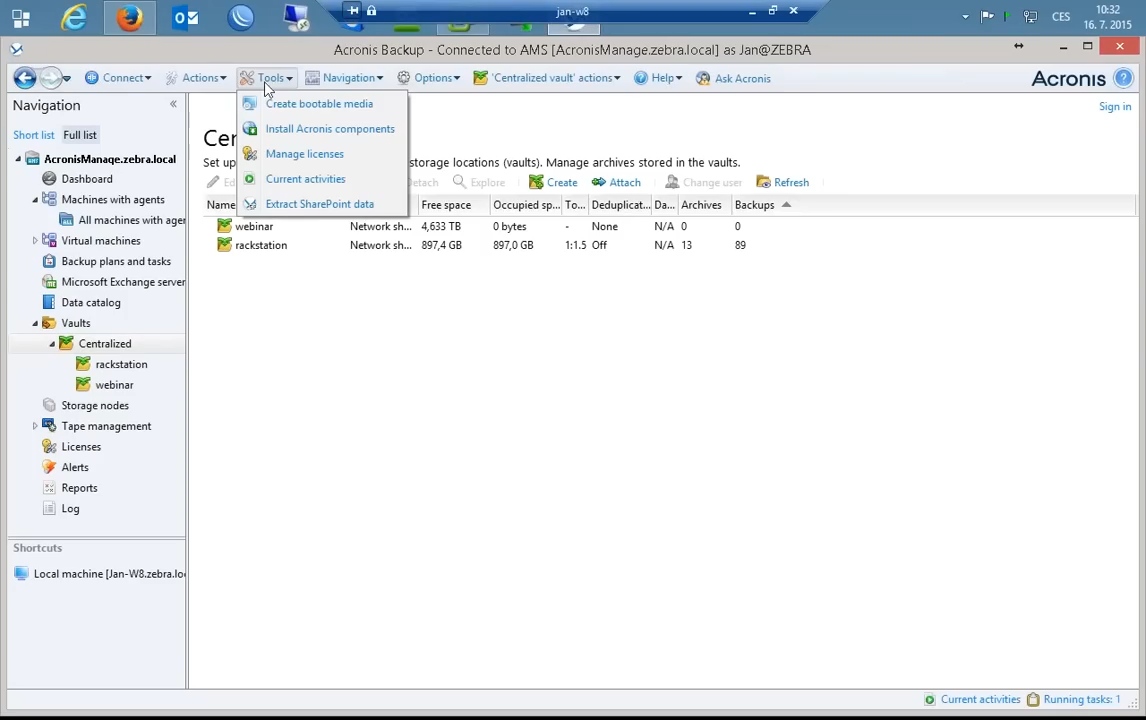 jan-w8
CES
10:32
16. 7. 2015
Acronis Backup - Connected to AMS [AcronisManage.zebra.local] as Jan@ZEBRA
Connect
Actions
Tools
Navigation
Options
'Centralized vault' actions
Help
Ask Acronis
Acronis
Sign in
Navigation
Short list
Full list
AcronisManage.zebra.local
Dashboard
Machines with agents
All machines with agen
Virtual machines
Backup plans and tasks
Microsoft Exchange server
Data catalog
Vaults
Centralized
rackstation
webinar
Storage nodes
Tape management
Licenses
Alerts
Reports
Log
Shortcuts
Local machine [Jan-W8.zebra.lo
Create bootable media
Install Acronis components
Manage licenses
Current activities
Extract SharePoint data
Cen
Set up storage locations (vaults). Manage archives stored in the vaults.
Ed Detach Explore Create Attach Change user Refresh
Name Free space Occupied sp... To... Deduplicat... Da... Archives Backups
webinar Network sh... 4,633 TB 0 bytes - None N/A 0 0
rackstation Network sh... 897,4 GB 897,0 GB 1:1.5 Off N/A 13 89
Current activities Running tasks: 1